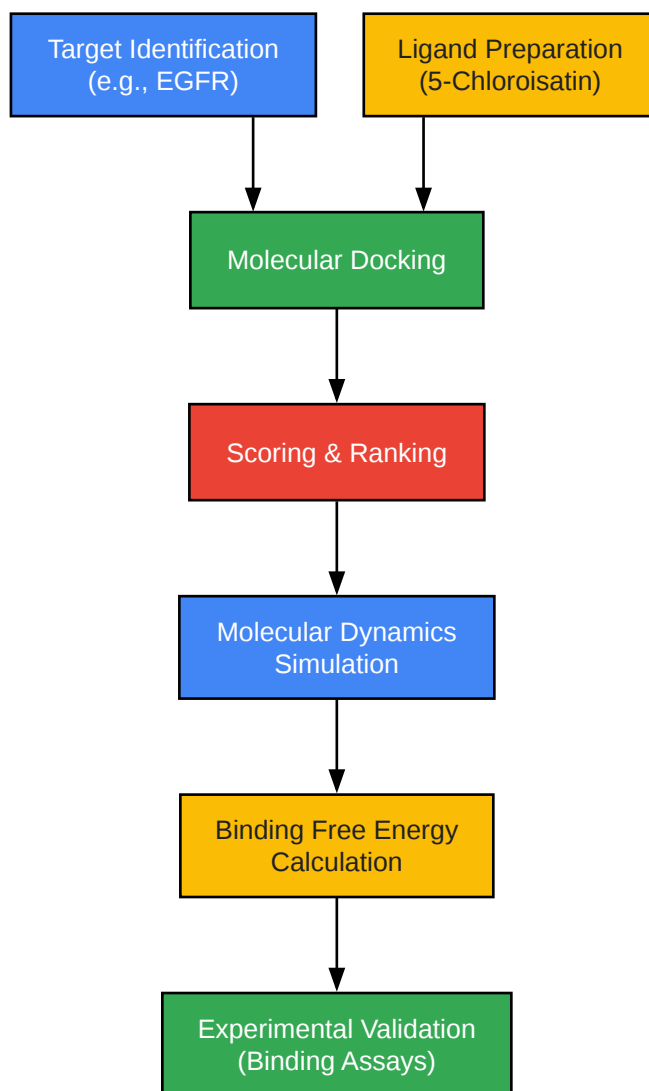 Target Identification
(e.g., EGFR)
Ligand Preparation
(5-Chloroisatin)
Molecular Docking
Scoring & Ranking
Molecular Dynamics
Simulation
Binding Free Energy
Calculation
Experimental Validation
(Binding Assays)